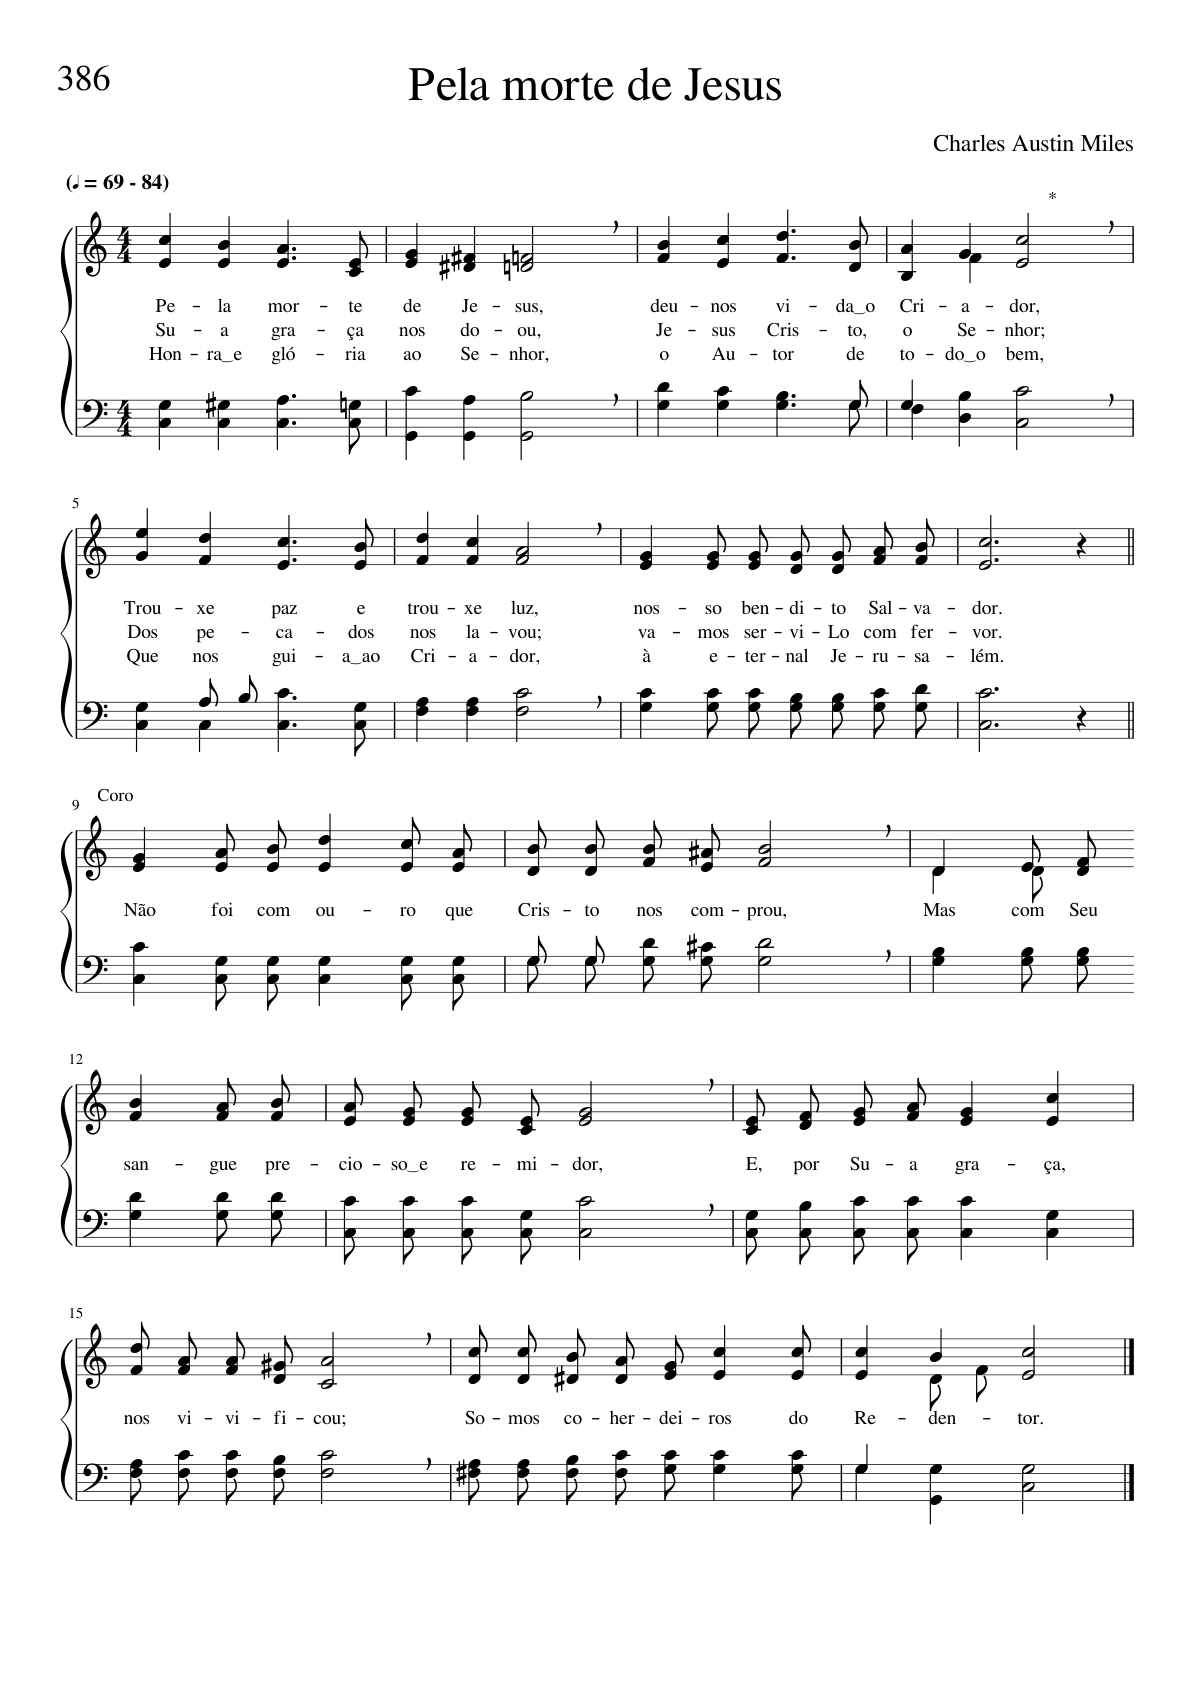 386
Pela morte de Jesus
Charles Austin Miles
(♩ = 69 - 84)
*
Pe - la mor - te de Je - sus, deu - nos vi - da‿o Cri - a - dor,
Su - a gra - ça nos do - ou, Je - sus Cris - to, o Se - nhor;
Hon - ra‿e gló - ria ao Se - nhor, o Au - tor de to - do‿o bem,
5
Trou - xe paz e trou - xe luz, nos - so ben - di - to Sal - va - dor.
Dos pe - ca - dos nos la - vou; va - mos ser - vi - Lo com fer - vor.
Que nos gui - a‿ao Cri - a - dor, à e - ter - nal Je - ru - sa - lém.
Coro
9
Não foi com ou - ro que Cris - to nos com - prou, Mas com Seu
12
san - gue pre - cio - so‿e re - mi - dor, E, por Su - a gra - ça,
15
nos vi - vi - fi - cou; So - mos co - her - dei - ros do Re - den - tor.